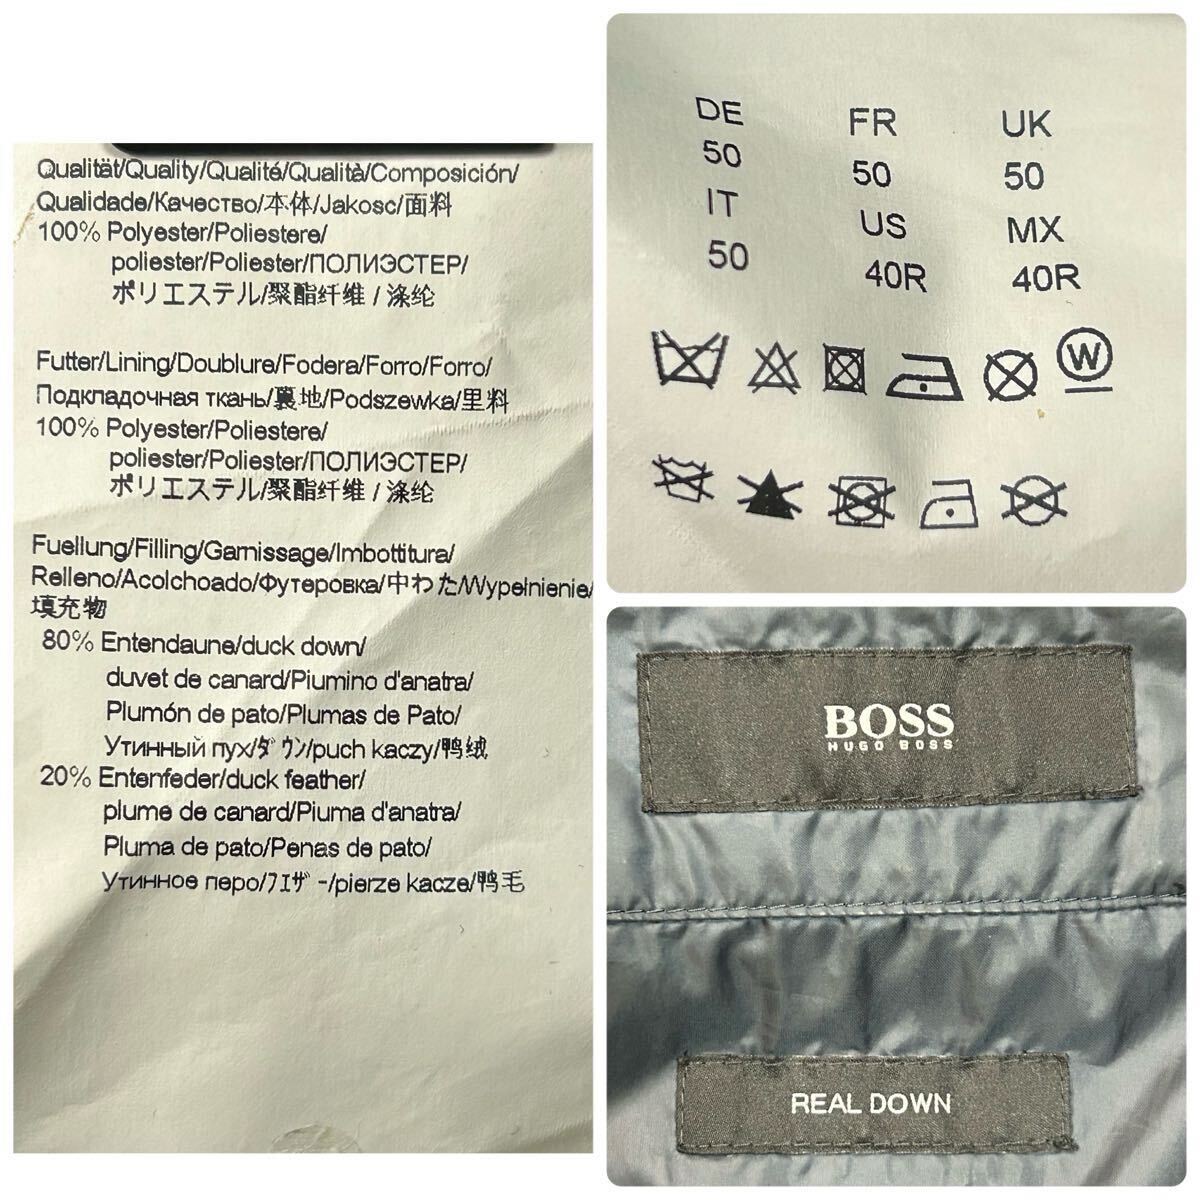 Qualität/Quality/Qualité/Qualità/Composición/
Qualidade/Качество/本体/Jakosc/面料
100% Polyester/Poliestere/
poliester/Poliester/ПОЛИЭСТЕР/
ポリエステル/聚酯纤维 / 涤纶
Futter/Lining/Doublure/Fodera/Forro/Forro/
Подкладочная ткань/裏地/Podszewka/里料
100% Polyester/Poliestere/
poliester/Poliester/ПОЛИЭСТЕР/
ポリエステル/聚酯纤维 / 涤纶
Fuellung/Filling/Garnissage/Imbottitura/
Relleno/Acolchoado/Футеровка/中わた/Wypełnienie/
填充物
80% Entendaune/duck down/
duvet de canard/Piumino d'anatra/
Plumón de pato/Plumas de Pato/
Утинный пух/ﾀﾞｳﾝ/puch kaczy/鸭绒
20% Entenfeder/duck feather/
plume de canard/Piuma d'anatra/
Pluma de pato/Penas de pato/
Утинное перо/ﾌｴｻﾞｰ/pierze kacze/鸭毛
DE FR UK
50 50 50
IT US MX
50 40R 40R
W
BOSS
HUGO BOSS
REAL DOWN